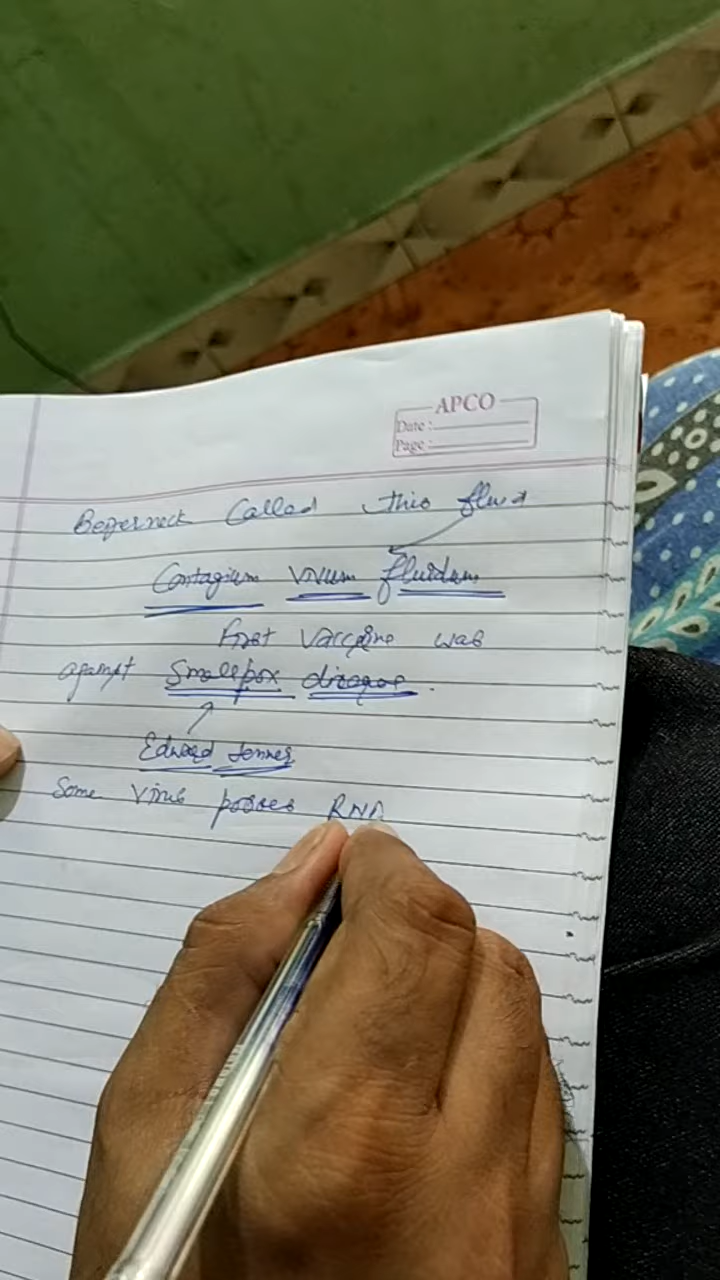 APCO
Date :
Page :
Begerneck Called this fluid
Contagium Vivum fluidum
First Vaccine was
against Smallpox disease.
Edward Jenner
Some Virus posses RNA